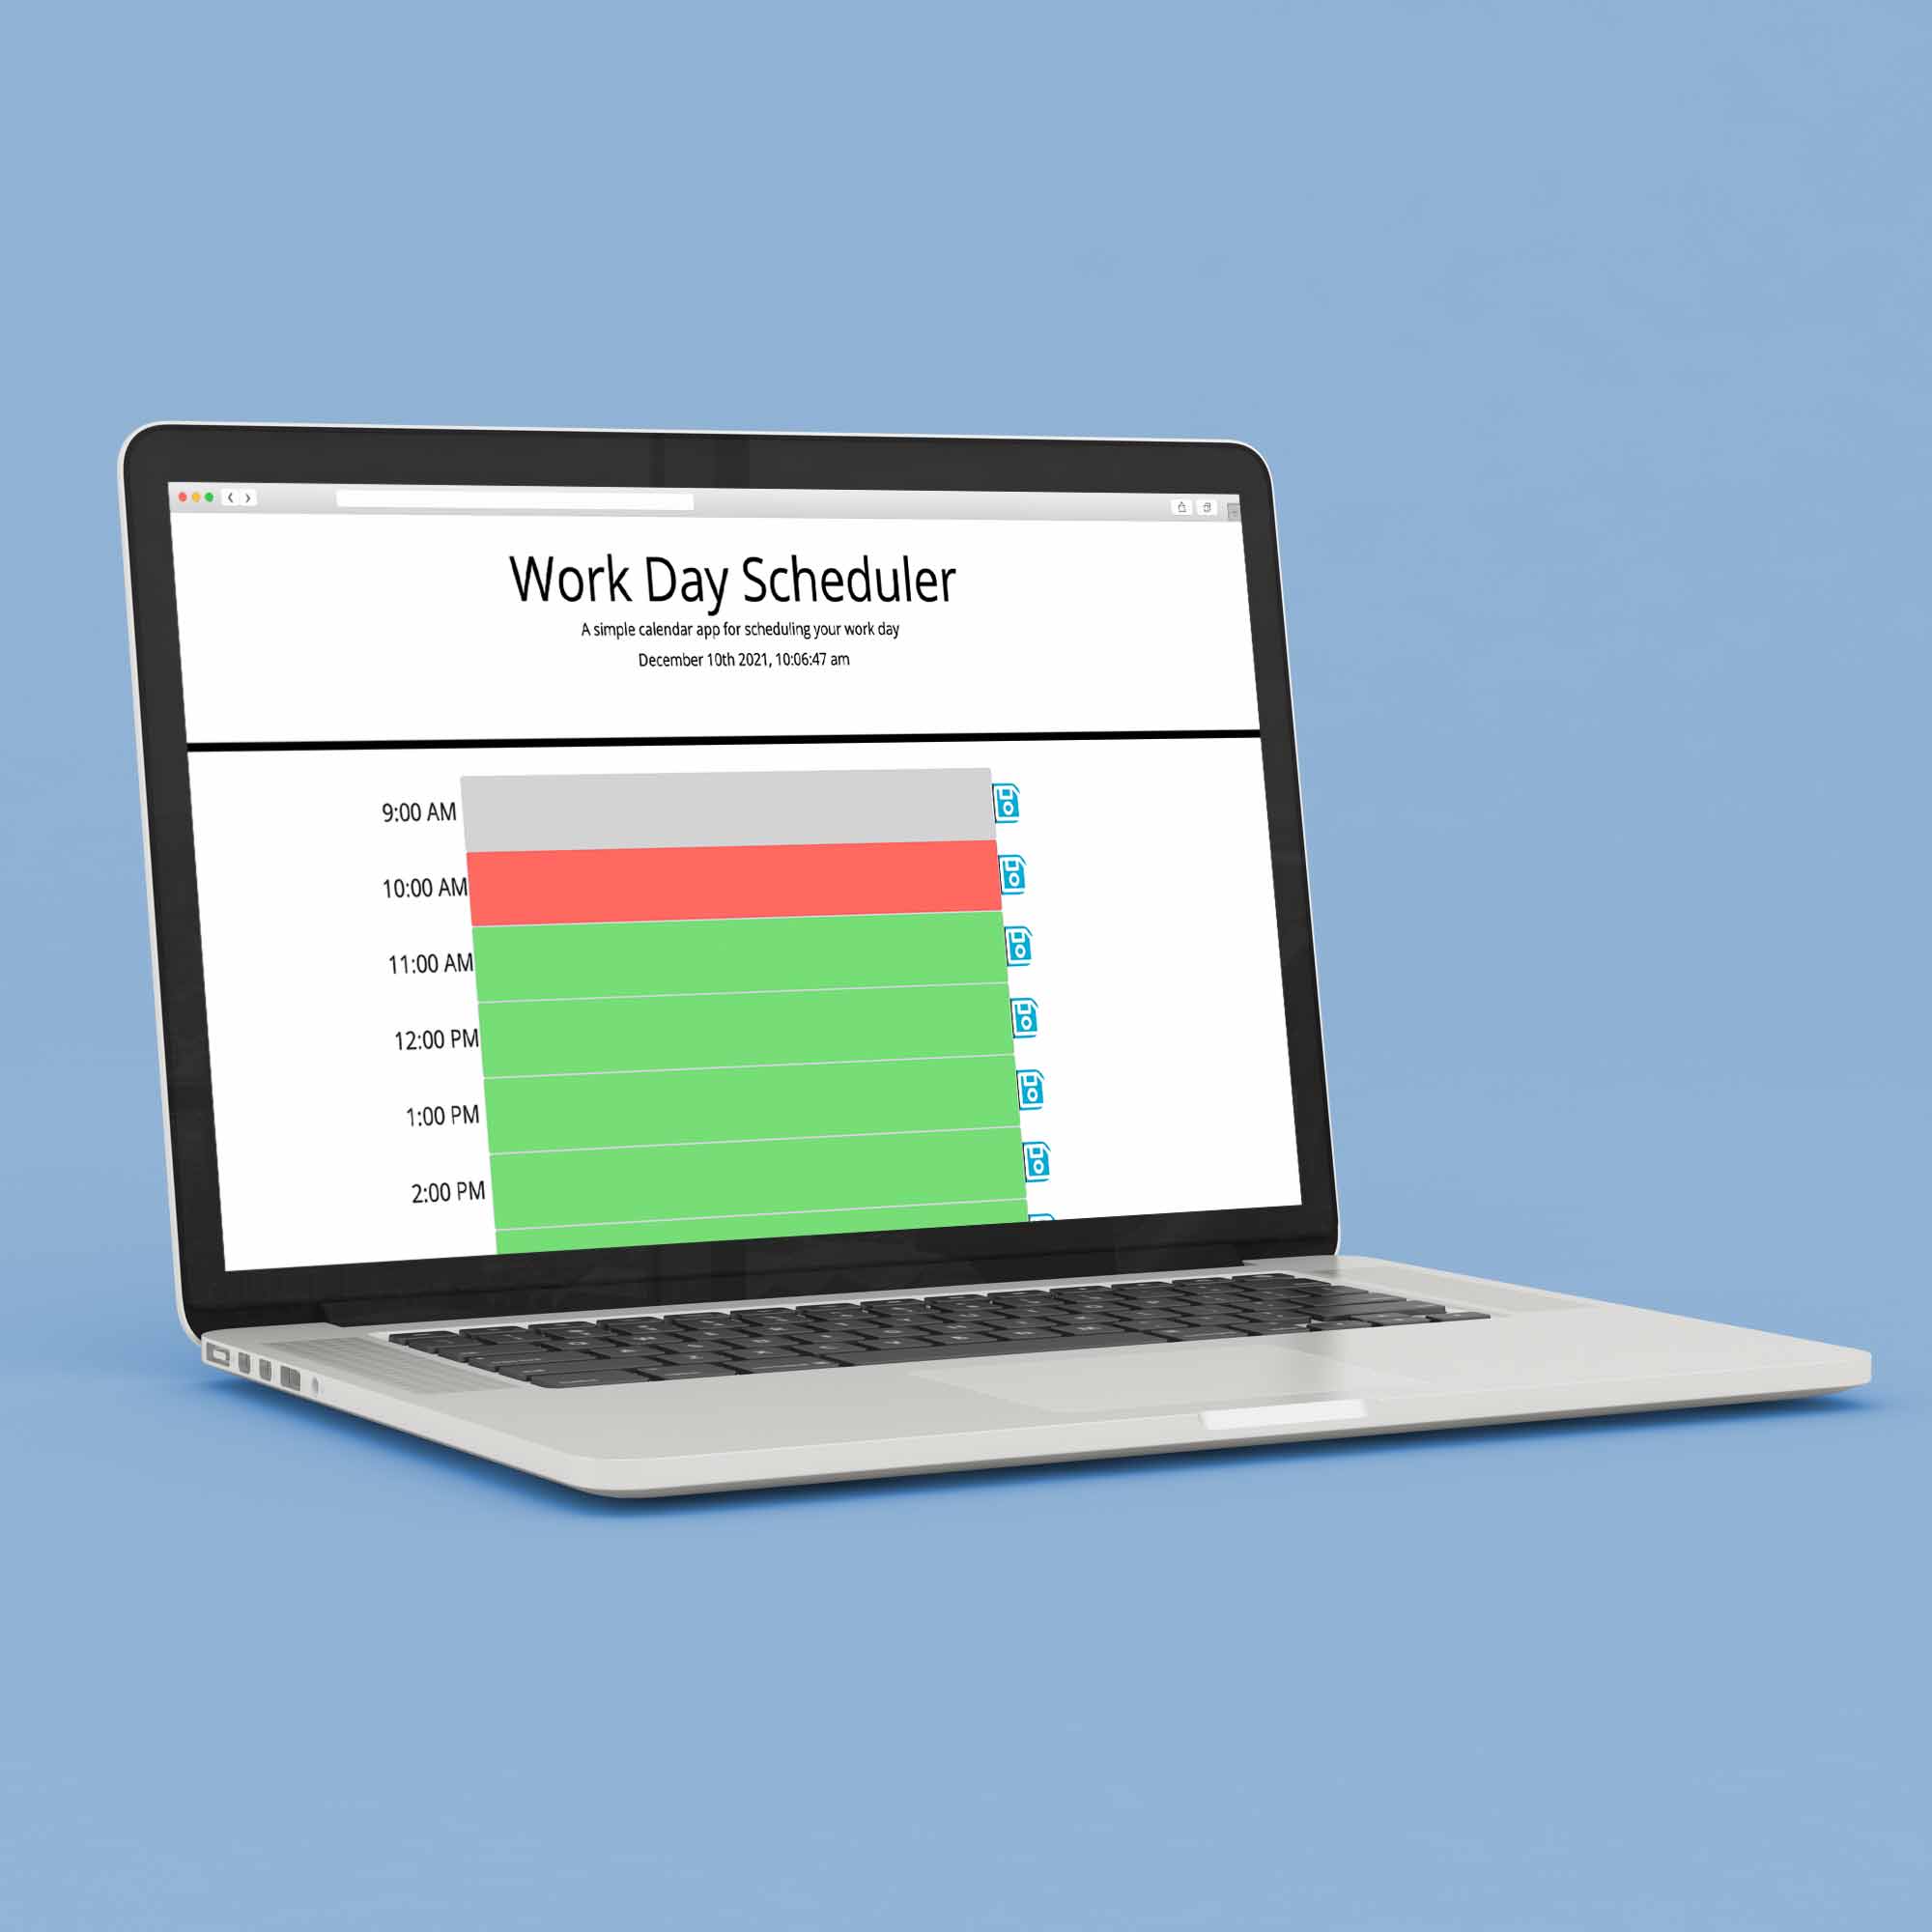 Work Day Scheduler
A simple calendar app for scheduling your work day
December 10th 2021, 10:06:47 am
9:00 AM
10:00 AM
11:00 AM
12:00 PM
1:00 PM
2:00 PM